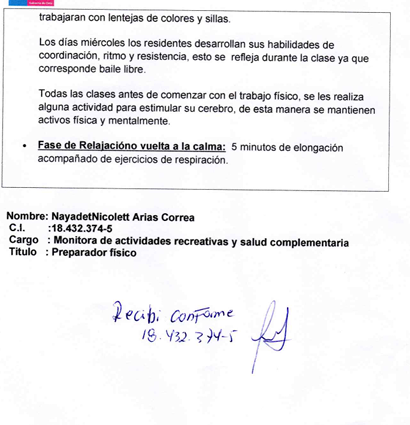 trabajaran con lentejas de colores y sillas.
Los días miércoles los residentes desarrollan sus habilidades de
coordinación, ritmo y resistencia, esto se refleja durante la clase ya que
corresponde baile libre.
Todas las clases antes de comenzar con el trabajo físico, se les realiza
alguna actividad para estimular su cerebro, de esta manera se mantienen
activos física y mentalmente.
• Fase de Relajacióno vuelta a la calma: 5 minutos de elongación
acompañado de ejercicios de respiración.
Nombre: NayadetNicolett Arias Correa
C.I. :18.432.374-5
Cargo : Monitora de actividades recreativas y salud complementaria
Titulo : Preparador físico
Recibi conforme
18.432.374-5